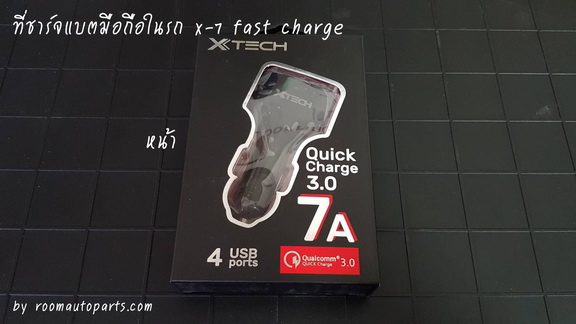 ที่ชาร์จแบตมือถือในรถ x-7 fast charge
XTECH
XTECH
หน้า
Quick
Charge
3.0
7A
4 USB
ports
Qualcomm®
QUICK Charge 3.0
by roomautoparts.com